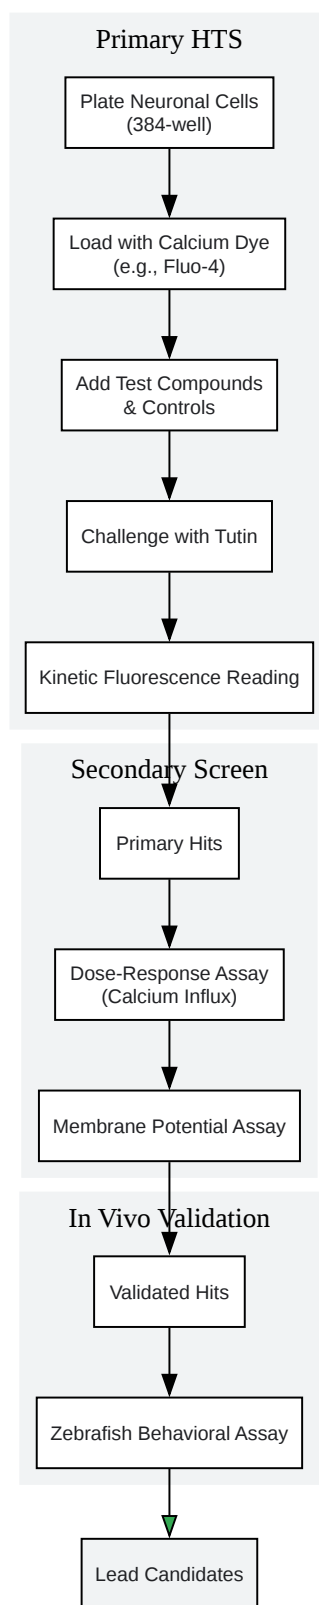 Primary HTS
Plate Neuronal Cells
(384-well)
Load with Calcium Dye
(e.g., Fluo-4)
Add Test Compounds
& Controls
Challenge with Tutin
Kinetic Fluorescence Reading
Secondary Screen
Primary Hits
Dose-Response Assay
(Calcium Influx)
Membrane Potential Assay
In Vivo Validation
Validated Hits
Zebrafish Behavioral Assay
Lead Candidates